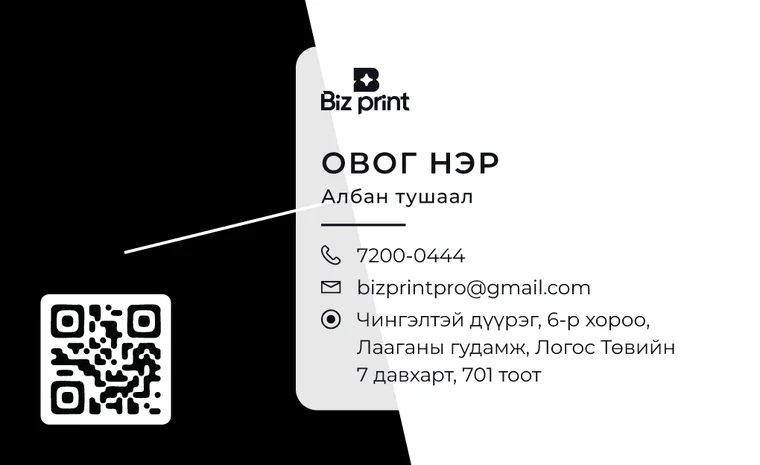 Biz print
ОВОГ НЭР
Албан тушаал
7200-0444
bizprintpro@gmail.com
Чингэлтэй дүүрэг, 6-р хороо,
Лааганы гудамж, Логос Төвийн
7 давхарт, 701 тоот